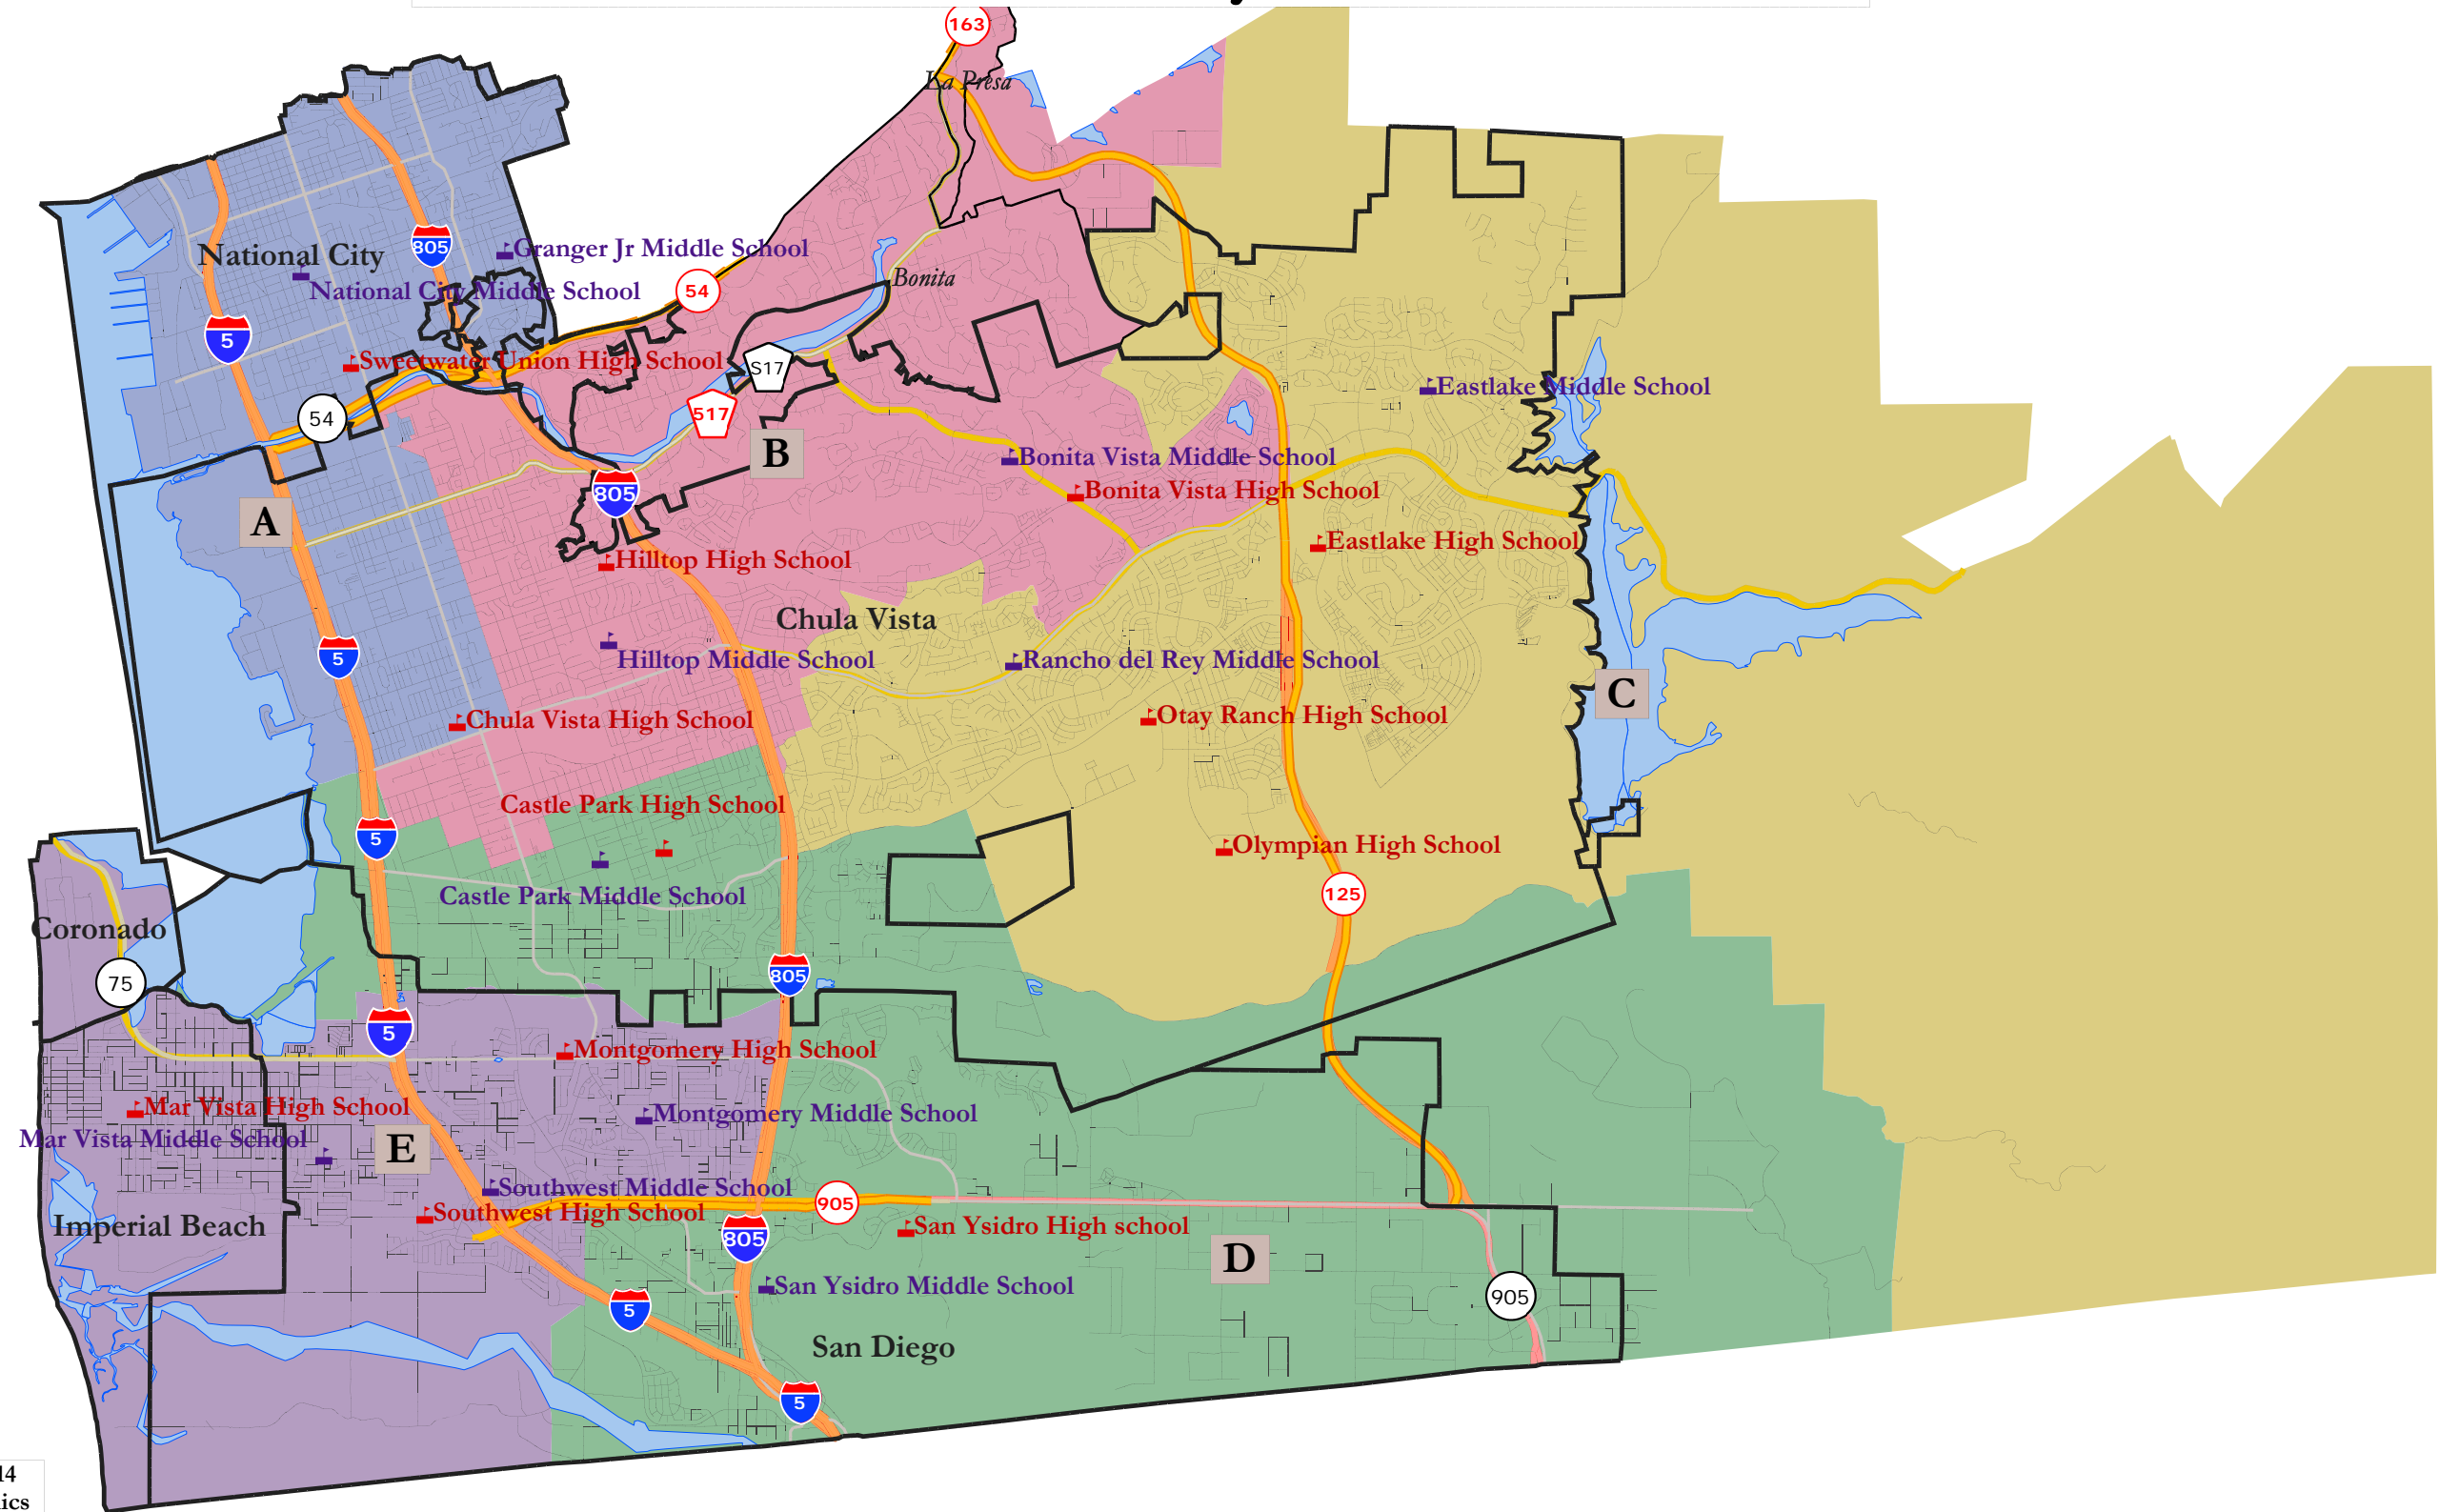 163
La Presa
805
National City
Granger Jr Middle School
National City Middle School
Bonita
54
5
Sweetwater Union High School
S17
Eastlake Middle School
54
517
B
Bonita Vista Middle School
Bonita Vista High School
805
A
Eastlake High School
Hilltop High School
Chula Vista
5
Hilltop Middle School
Rancho del Rey Middle School
C
Chula Vista High School
Otay Ranch High School
Castle Park High School
5
Olympian High School
Castle Park Middle School
125
Coronado
805
75
5
Montgomery High School
Mar Vista High School
Montgomery Middle School
Mar Vista Middle School
E
Southwest Middle School
905
Southwest High School
Imperial Beach
San Ysidro High school
805
D
San Ysidro Middle School
905
5
San Diego
5
14
ics